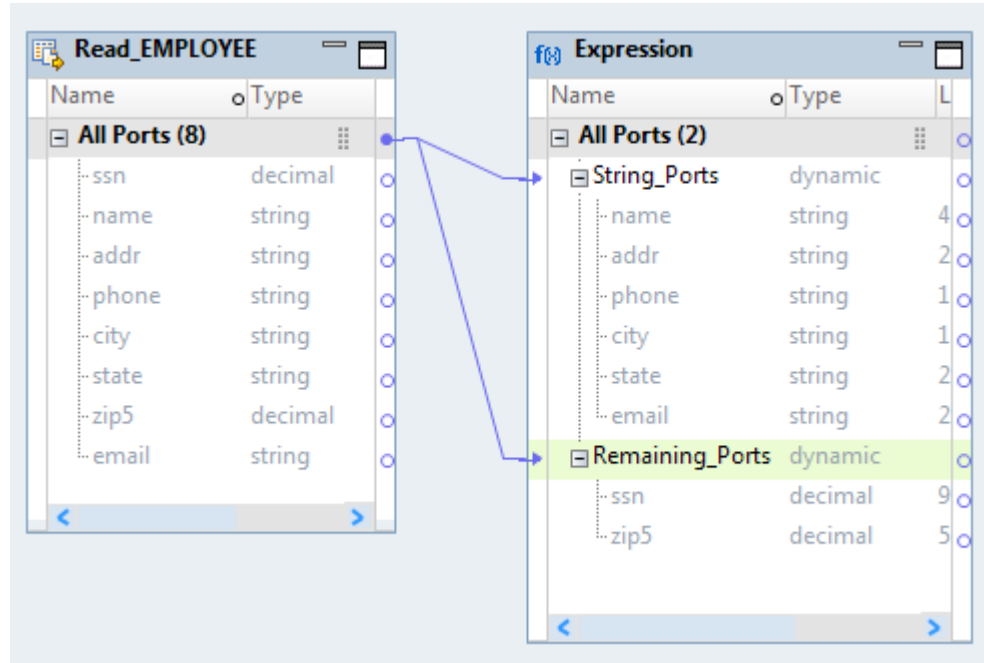 Read_EMPLOYEE
Name Type
All Ports (8)
ssn decimal
name string
addr string
phone string
city string
state string
zip5 decimal
email string
f(x) Expression
Name Type L
All Ports (2)
String_Ports dynamic
name string 4
addr string 2
phone string 1
city string 1
state string 2
email string 2
Remaining_Ports dynamic
ssn decimal 9
zip5 decimal 5